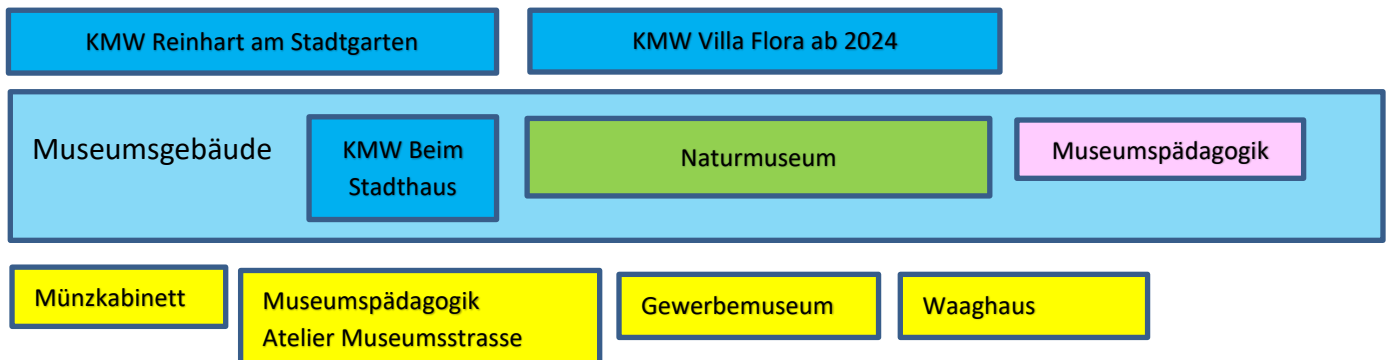 KMW Reinhart am Stadtgarten
KMW Villa Flora ab 2024
Museumsgebäude
KMW Beim
Stadthaus
Naturmuseum
Museumspädagogik
Münzkabinett
Museumspädagogik
Atelier Museumsstrasse
Gewerbemuseum
Waaghaus